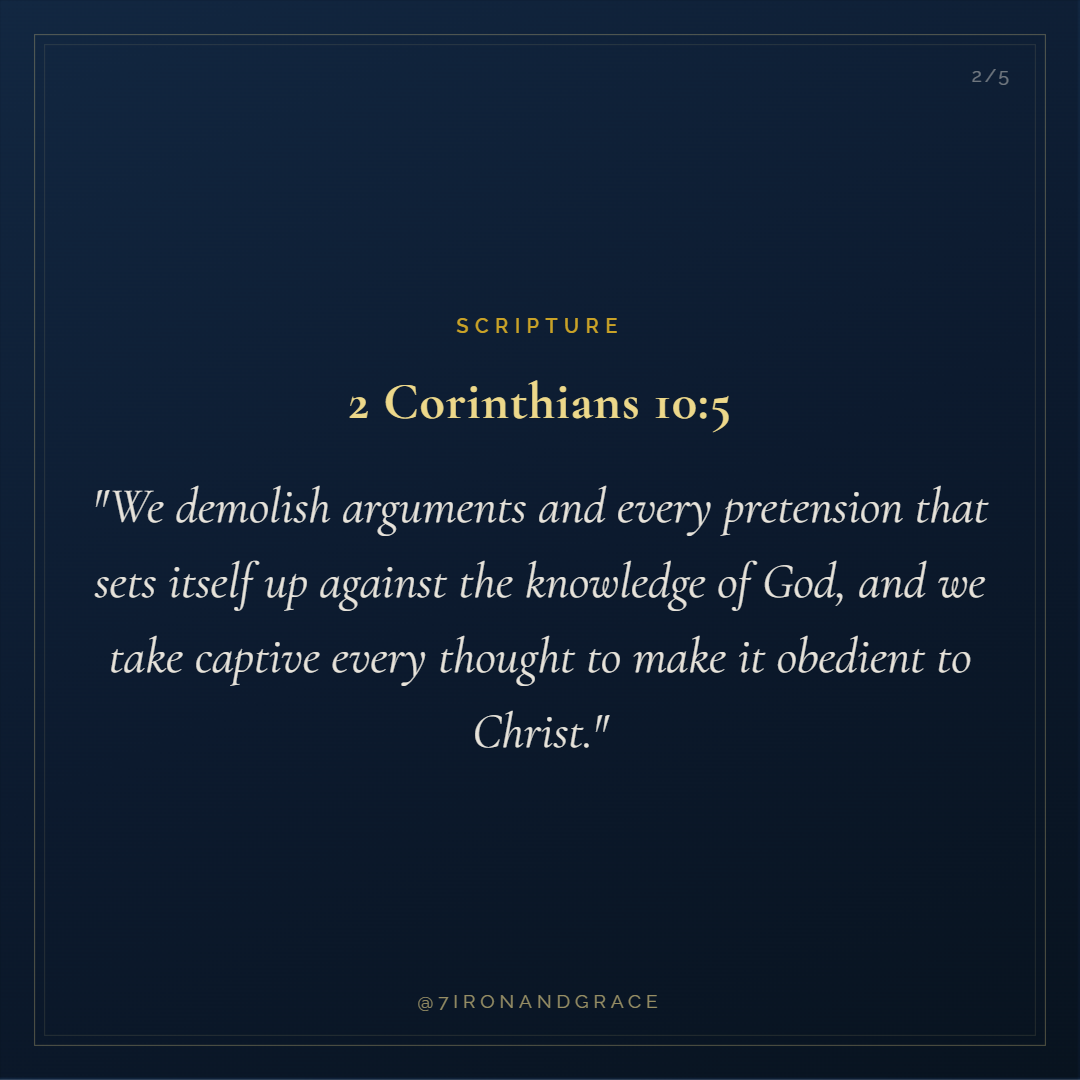 2/5
SCRIPTURE
2 Corinthians 10:5
"We demolish arguments and every pretension that
sets itself up against the knowledge of God, and we
take captive every thought to make it obedient to
Christ."
@7IRONANDGRACE